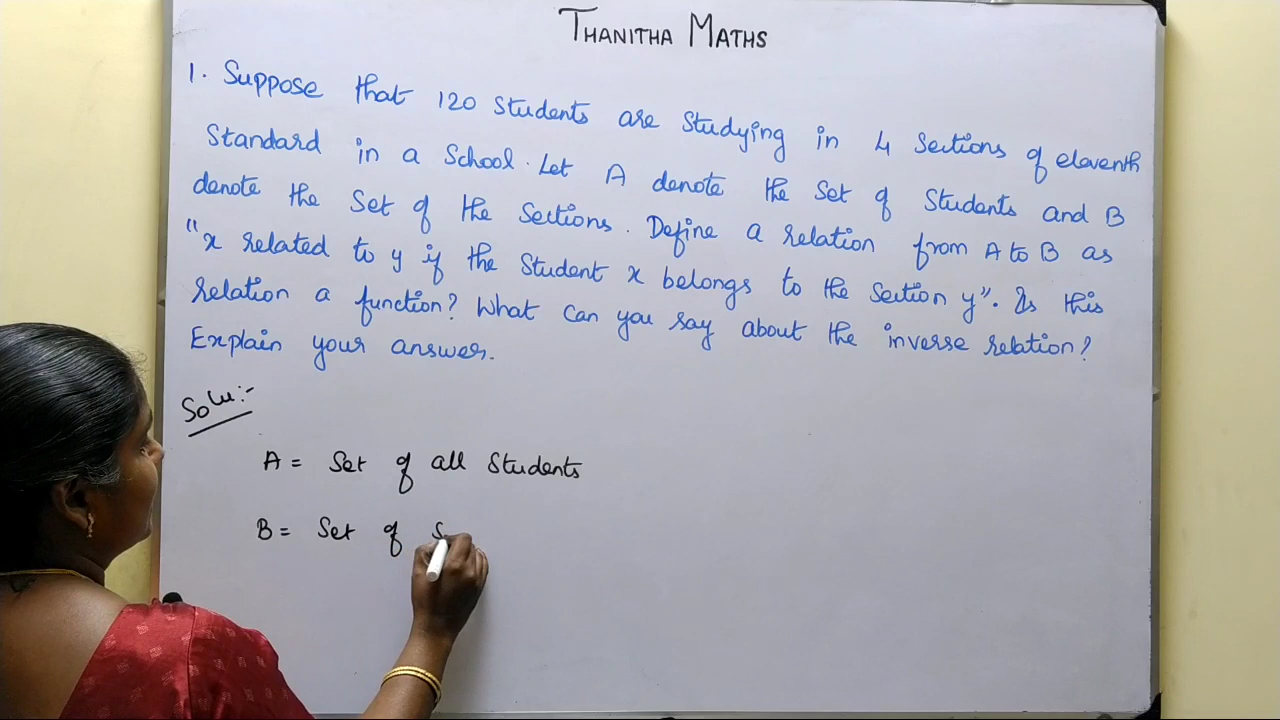 THANITHA MATHS
1. Suppose that 120 Students are Studying in 4 Sections of eleventh
Standard in a School. Let A denote the Set of Students and B
denote the Set of the Sections. Define a relation from A to B as
"x related to y if the Student x belongs to the Section y". Is this
relation a function? What can you say about the inverse relation?
Explain your answer.
Solu:-
A = Set of all Students
B = Set of S